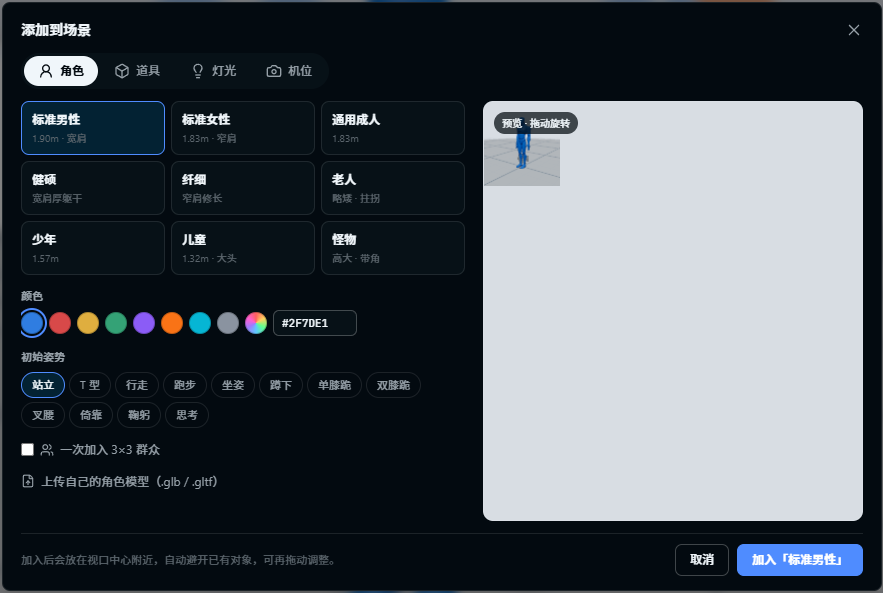 添加到场景
角色 道具 灯光 机位
标准男性 标准女性 通用成人
1.90m · 宽肩 1.83m · 窄肩 1.83m
健硕 纤细 老人
宽肩厚躯干 窄肩修长 略矮 · 拄拐
少年 儿童 怪物
1.57m 1.32m · 大头 高大 · 带角
预览 · 拖动旋转
颜色
#2F7DE1
初始姿势
站立 T 型 行走 跑步 坐姿 蹲下 单膝跪 双膝跪
叉腰 倚靠 鞠躬 思考
一次加入 3×3 群众
上传自己的角色模型（.glb / .gltf）
加入后会放在视口中心附近，自动避开已有对象，可再拖动调整。
取消 加入「标准男性」